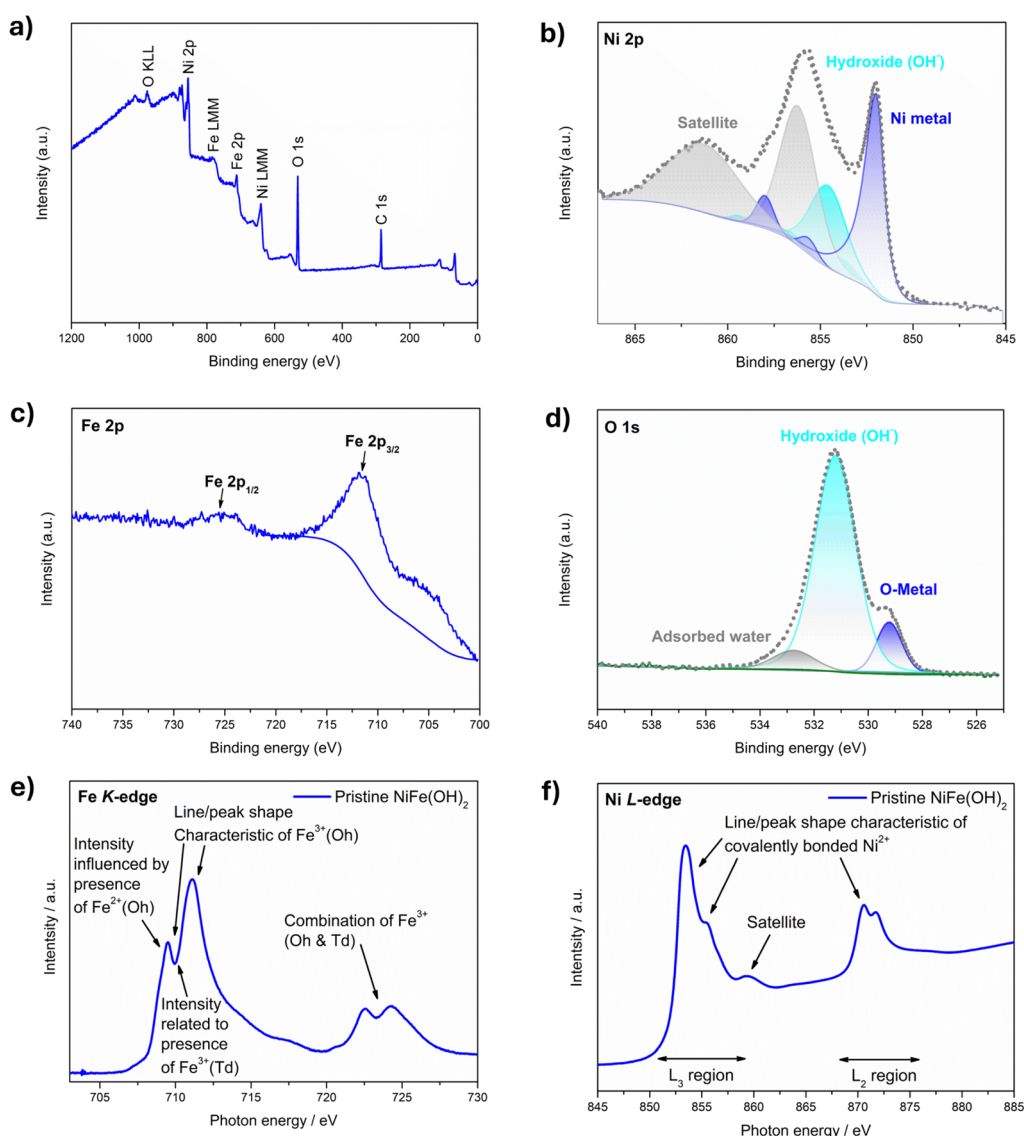 a)
O KLL
Ni 2p
Fe LMM
Fe 2p
Ni LMM
O 1s
C 1s
Intensity (a.u.)
1200 1000 800 600 400 200 0
Binding energy (eV)
b)
Ni 2p
Hydroxide (OH⁻)
Satellite
Ni metal
Intensity (a.u.)
865 860 855 850 845
Binding energy (eV)
c)
Fe 2p
Fe 2p₃/₂
Fe 2p₁/₂
Intensity (a.u.)
740 735 730 725 720 715 710 705 700
Binding energy (eV)
d)
O 1s
Hydroxide (OH⁻)
O-Metal
Adsorbed water
Intensity (a.u.)
540 538 536 534 532 530 528 526
Binding energy (eV)
e)
Fe K-edge
Pristine NiFe(OH)₂
Line/peak shape
Characteristic of Fe³⁺(Oh)
Intensity
influenced by
presence
of Fe²⁺(Oh)
Combination of Fe³⁺
(Oh & Td)
Intensity
related to
presence
of Fe³⁺(Td)
Intentsity / a.u.
705 710 715 720 725 730
Photon energy / eV
f)
Ni L-edge
Pristine NiFe(OH)₂
Line/peak shape characteristic of
covalently bonded Ni²⁺
Satellite
L₃ region
L₂ region
Intensity / a.u.
845 850 855 860 865 870 875 880 885
Photon energy / eV